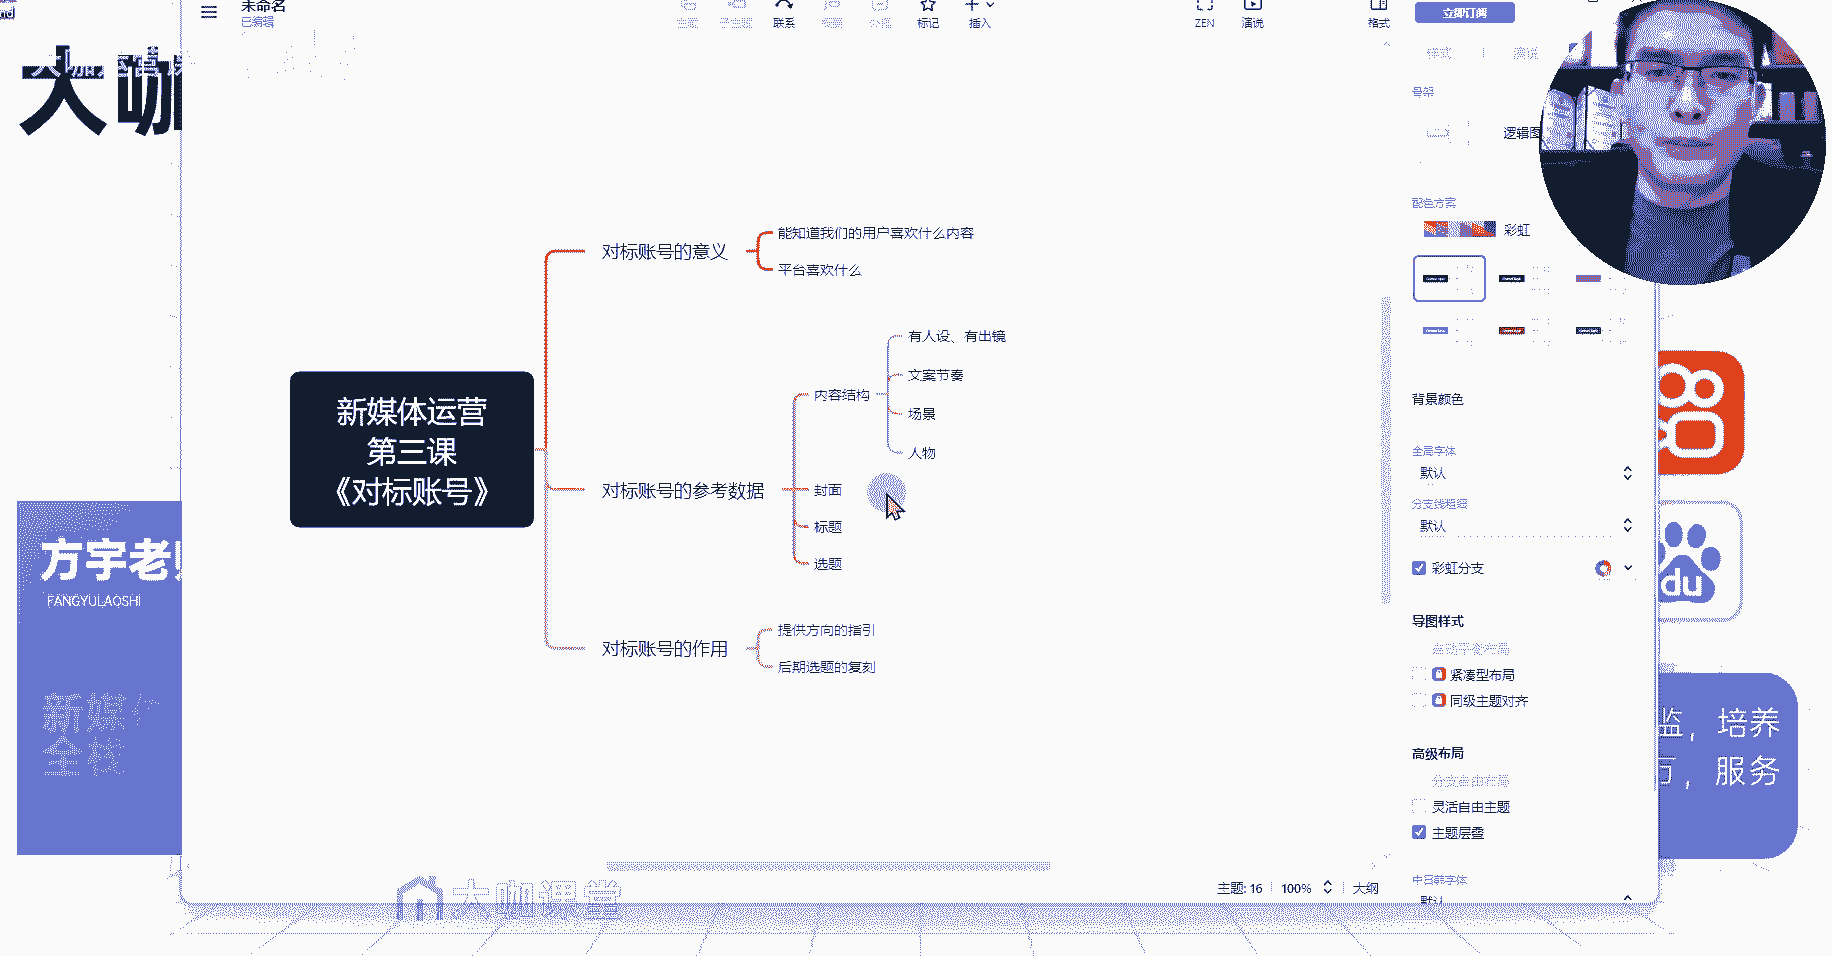 未命名
已编辑
联系
标记
插入
ZEN
演说
格式
立即订阅
样式
演说
骨架
逻辑图
配色方案
彩虹
背景颜色
全局字体
默认
分支线粗细
默认
彩虹分支
导图样式
紧凑型布局
同级主题对齐
高级布局
分支自由布局
灵活自由主题
主题层叠
中日韩字体
默认
大咖
新媒体运营
第三课
《对标账号》
对标账号的意义
能知道我们的用户喜欢什么内容
平台喜欢什么
对标账号的参考数据
内容结构
有人设、有出镜
文案节奏
场景
人物
封面
标题
选题
对标账号的作用
提供方向的指引
后期选题的复刻
方宇老
FANGYULAOSHI
新媒
全栈
du
监，培养
万，服务
主题: 16
100%
大纲
大咖课堂